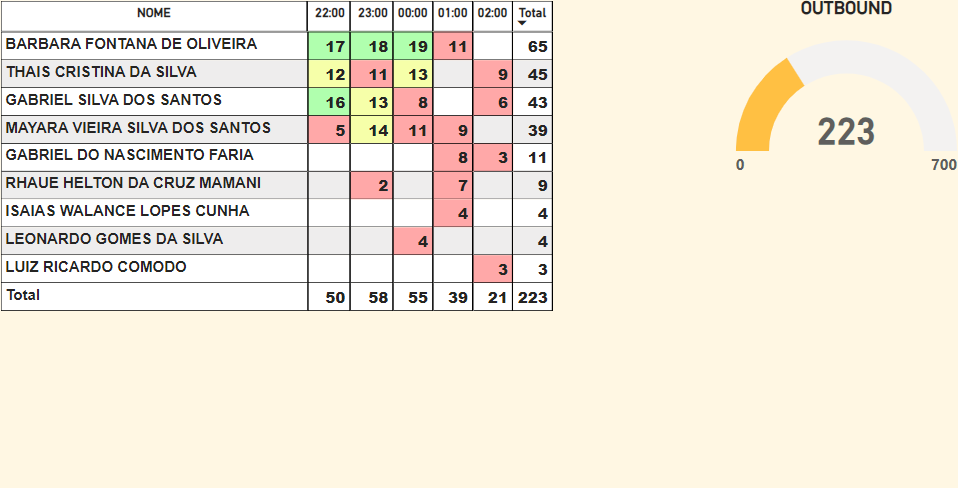 NOME 22:00 23:00 00:00 01:00 02:00 Total
BARBARA FONTANA DE OLIVEIRA 17 18 19 11 65
THAIS CRISTINA DA SILVA 12 11 13 9 45
GABRIEL SILVA DOS SANTOS 16 13 8 6 43
MAYARA VIEIRA SILVA DOS SANTOS 5 14 11 9 39
GABRIEL DO NASCIMENTO FARIA 8 3 11
RHAUE HELTON DA CRUZ MAMANI 2 7 9
ISAIAS WALANCE LOPES CUNHA 4 4
LEONARDO GOMES DA SILVA 4 4
LUIZ RICARDO COMODO 3 3
Total 50 58 55 39 21 223
OUTBOUND
223
0 700